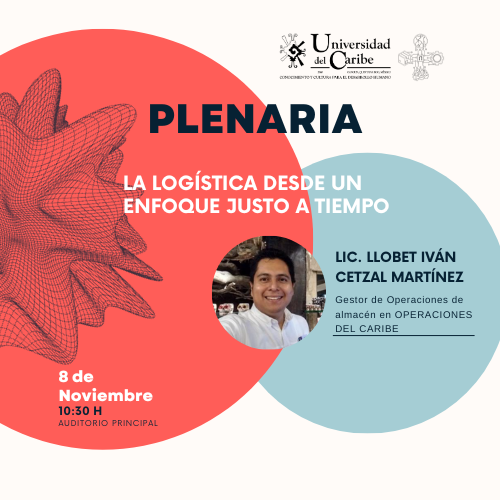 Universidad
del Caribe
CONOCIMIENTO Y CULTURA PARA EL DESARROLLO HUMANO
PLENARIA
LA LOGÍSTICA DESDE UN
ENFOQUE JUSTO A TIEMPO
LIC. LLOBET IVÁN
CETZAL MARTÍNEZ
Gestor de Operaciones de
almacén en OPERACIONES
DEL CARIBE
8 de
Noviembre
10:30 H
AUDITORIO PRINCIPAL